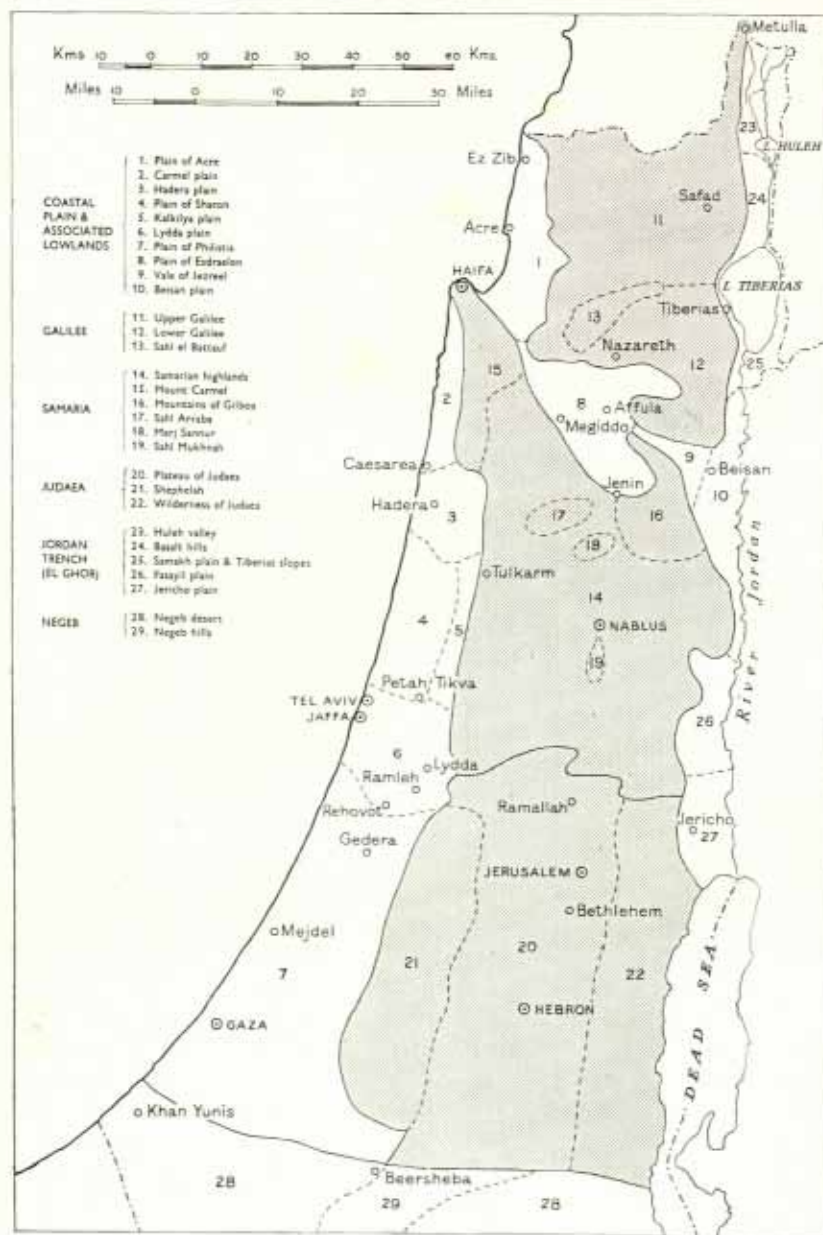 Kms 10 0 10 20 30 40 50 60 Kms
Miles 10 0 10 20 30 Miles
COASTAL PLAIN & ASSOCIATED LOWLANDS
1. Plain of Acre
2. Carmel plain
3. Hadera plain
4. Plain of Sharon
5. Kalkilya plain
6. Lydda plain
7. Plain of Philistia
8. Plain of Esdraelon
9. Vale of Jezreel
10. Beisan plain
GALILEE
11. Upper Galilee
12. Lower Galilee
13. Sahl el Battauf
SAMARIA
14. Samarian highlands
15. Mount Carmel
16. Mountains of Gilboa
17. Sahl Arraba
18. Marj Sannur
19. Sahl Mukhnah
JUDAEA
20. Plateau of Judaea
21. Shephelah
22. Wilderness of Judaea
JORDAN TRENCH (EL GHOR)
23. Huleh valley
24. Basalt hills
25. Samakh plain & Tiberias slopes
26. Fasayil plain
27. Jericho plain
NEGEB
28. Negeb desert
29. Negeb hills
Metulla
23
L HULEH
Ez Zib
24
Safad
11
Acre
1
HAIFA
L TIBERIAS
Tiberias
13
Nazareth
12
25
15
2
8
Affula
Megiddo
9
Caesarea
Beisan
10
Jenin
Hadera
3
17
16
18
Tulkarm
14
4
5
NABLUS
19
River Jordan
Petah Tikva
TEL AVIV
JAFFA
26
6
Lydda
Ramleh
Rehovot
Ramallah
Jericho
27
Gedera
JERUSALEM
Bethlehem
Mejdel
20
21
22
7
HEBRON
GAZA
DEAD SEA
Khan Yunis
28
Beersheba
29
28